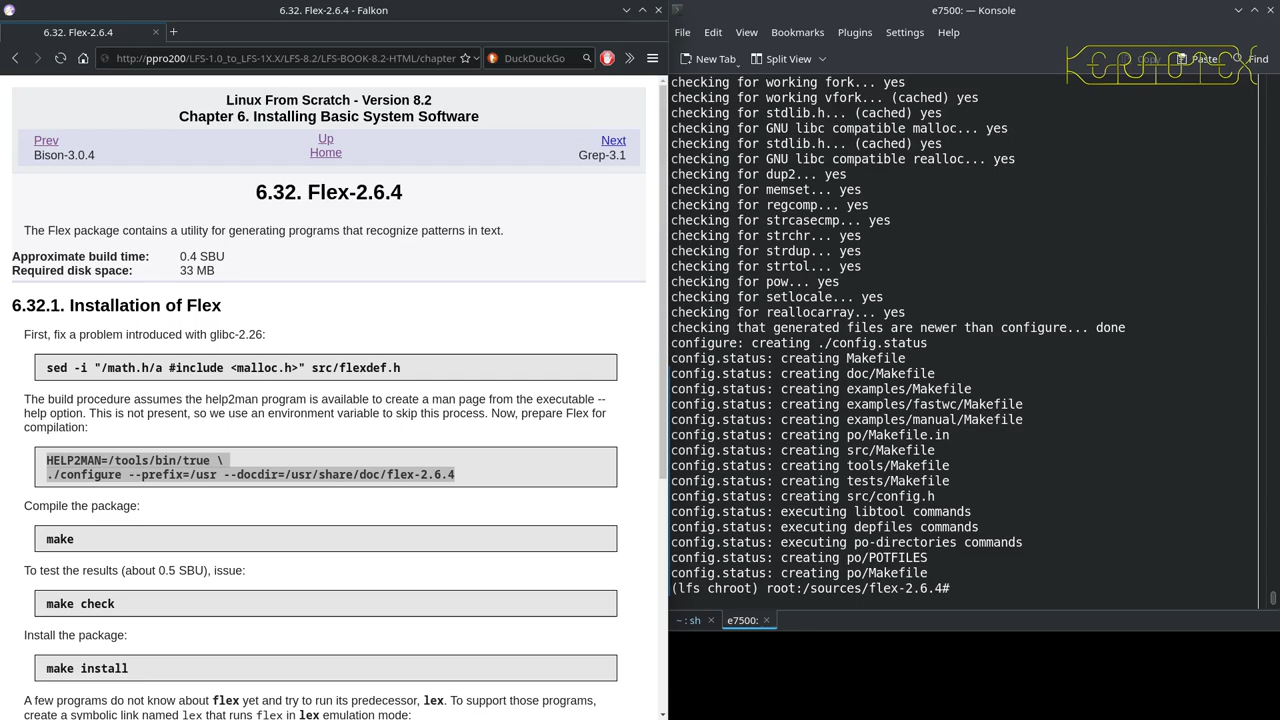 6.32. Flex-2.6.4 - Falkon
6.32. Flex-2.6.4
http://ppro200/LFS-1.0_to_LFS-1X.X/LFS-8.2/LFS-BOOK-8.2-HTML/chapter
DuckDuckGo
Linux From Scratch - Version 8.2
Chapter 6. Installing Basic System Software
Prev
Up
Next
Bison-3.0.4
Home
Grep-3.1
6.32. Flex-2.6.4
The Flex package contains a utility for generating programs that recognize patterns in text.
Approximate build time: 0.4 SBU
Required disk space: 33 MB
6.32.1. Installation of Flex
First, fix a problem introduced with glibc-2.26:
sed -i "/math.h/a #include <malloc.h>" src/flexdef.h
The build procedure assumes the help2man program is available to create a man page from the executable --
help option. This is not present, so we use an environment variable to skip this process. Now, prepare Flex for
compilation:
HELP2MAN=/tools/bin/true \
./configure --prefix=/usr --docdir=/usr/share/doc/flex-2.6.4
Compile the package:
make
To test the results (about 0.5 SBU), issue:
make check
Install the package:
make install
A few programs do not know about flex yet and try to run its predecessor, lex. To support those programs,
create a symbolic link named lex that runs flex in lex emulation mode:
e7500: — Konsole
File Edit View Bookmarks Plugins Settings Help
New Tab Split View Copy Paste Find
checking for working fork... yes
checking for working vfork... (cached) yes
checking for stdlib.h... (cached) yes
checking for GNU libc compatible malloc... yes
checking for stdlib.h... (cached) yes
checking for GNU libc compatible realloc... yes
checking for dup2... yes
checking for memset... yes
checking for regcomp... yes
checking for strcasecmp... yes
checking for strchr... yes
checking for strdup... yes
checking for strtol... yes
checking for pow... yes
checking for setlocale... yes
checking for reallocarray... yes
checking that generated files are newer than configure... done
configure: creating ./config.status
config.status: creating Makefile
config.status: creating doc/Makefile
config.status: creating examples/Makefile
config.status: creating examples/fastwc/Makefile
config.status: creating examples/manual/Makefile
config.status: creating po/Makefile.in
config.status: creating src/Makefile
config.status: creating tools/Makefile
config.status: creating tests/Makefile
config.status: creating src/config.h
config.status: executing libtool commands
config.status: executing depfiles commands
config.status: executing po-directories commands
config.status: creating po/POTFILES
config.status: creating po/Makefile
(lfs chroot) root:/sources/flex-2.6.4#
~ : sh
e7500: